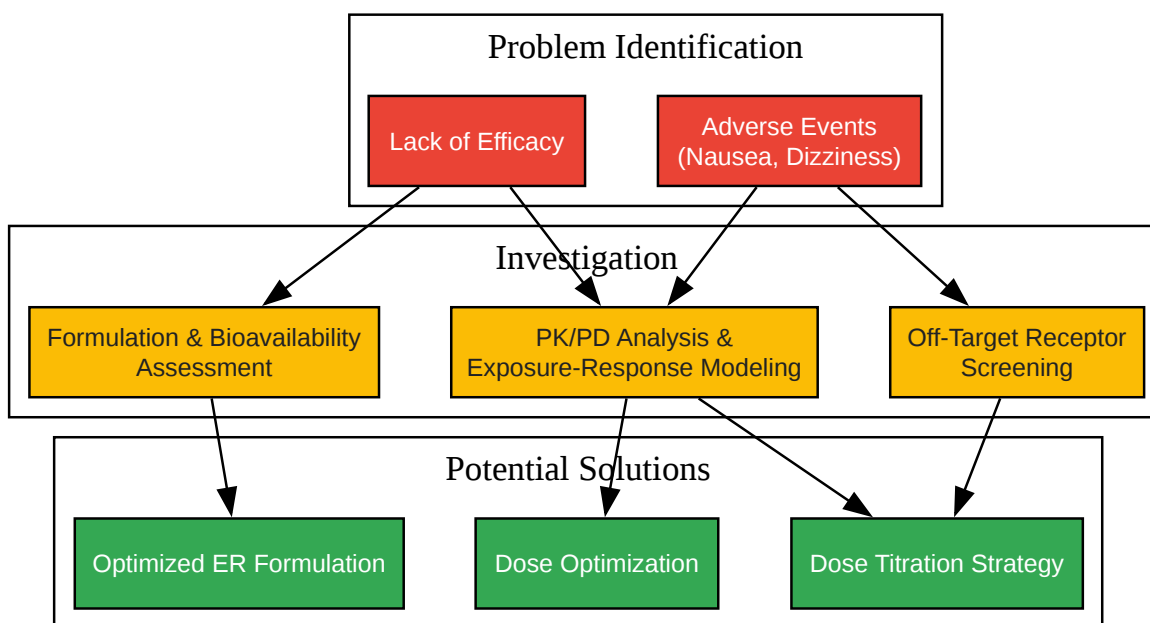 Problem Identification
Lack of Efficacy
Adverse Events
(Nausea, Dizziness)
Investigation
Formulation & Bioavailability
Assessment
PK/PD Analysis &
Exposure-Response Modeling
Off-Target Receptor
Screening
Potential Solutions
Optimized ER Formulation
Dose Optimization
Dose Titration Strategy